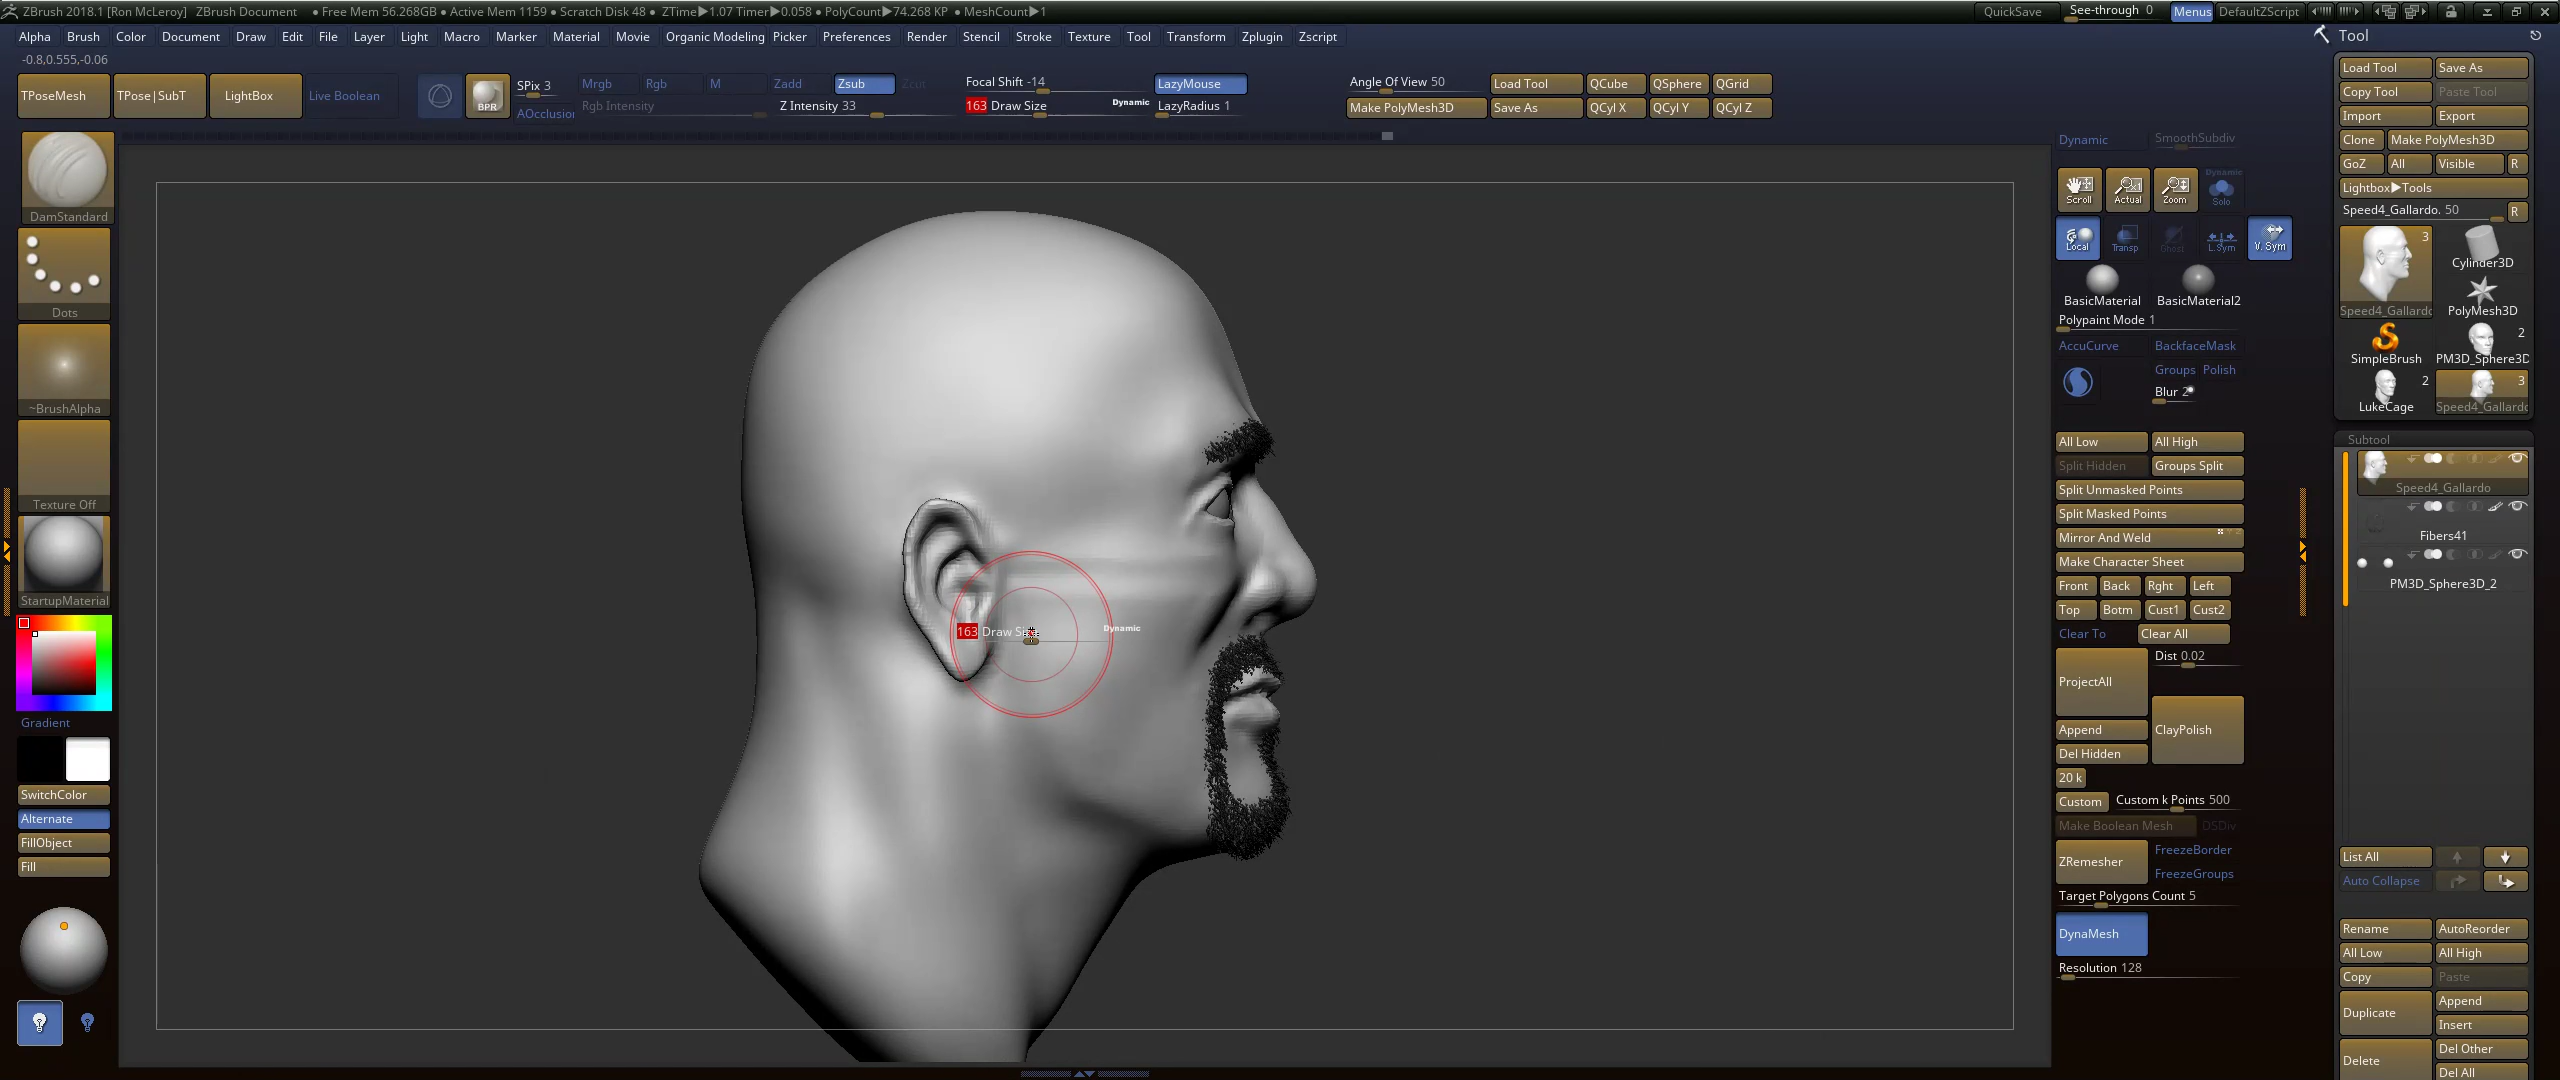 ZBrush 2018.1 [Ron McLeroy] ZBrush Document ● Free Mem 56.268GB ● Active Mem 1159 ● Scratch Disk 48 ● ZTime▶1.07 Timer▶0.058 ● PolyCount▶74.268 KP ● MeshCount▶1 QuickSave See-through 0 Menus DefaultZScript
Alpha Brush Color Document Draw Edit File Layer Light Macro Marker Material Movie Organic Modeling Picker Preferences Render Stencil Stroke Texture Tool Transform Zplugin Zscript Tool
-0.8,0.555,-0.06
TPoseMesh TPose|SubT LightBox Live Boolean
BPR
SPix 3
AOcclusion
Mrgb Rgb M Zadd Zsub Zcut
Rgb Intensity Z Intensity 33
Focal Shift -14 LazyMouse
163 Draw Size Dynamic LazyRadius 1
Angle Of View 50 Load Tool QCube QSphere QGrid
Make PolyMesh3D Save As QCyl X QCyl Y QCyl Z
DamStandard
Dots
~BrushAlpha
Texture Off
StartupMaterial
Gradient
SwitchColor
Alternate
FillObject
Fill
163 Draw Si Dynamic
Dynamic SmoothSubdiv
Scroll Actual Zoom Dynamic Solo
Local Transp Ghost L.Sym V. Sym
BasicMaterial BasicMaterial2
Polypaint Mode 1
AccuCurve BackfaceMask
Groups Polish
Blur 2
All Low All High
Split Hidden Groups Split
Split Unmasked Points
Split Masked Points
Mirror And Weld
Make Character Sheet
Front Back Rght Left
Top Botm Cust1 Cust2
Clear To Clear All
ProjectAll Dist 0.02
Append ClayPolish
Del Hidden
20 k
Custom Custom k Points 500
Make Boolean Mesh DSDiv
ZRemesher FreezeBorder
FreezeGroups
Target Polygons Count 5
DynaMesh
Resolution 128
Load Tool Save As
Copy Tool Paste Tool
Import Export
Clone Make PolyMesh3D
GoZ All Visible R
Lightbox▶Tools
Speed4_Gallardo. 50 R
3 Cylinder3D
Speed4_Gallardo PolyMesh3D
SimpleBrush 2 PM3D_Sphere3D
2 LukeCage 3 Speed4_Gallardo
Subtool
Speed4_Gallardo
Fibers41
PM3D_Sphere3D_2
List All
Auto Collapse
Rename AutoReorder
All Low All High
Copy Paste
Duplicate Append
Insert
Delete Del Other
Del All